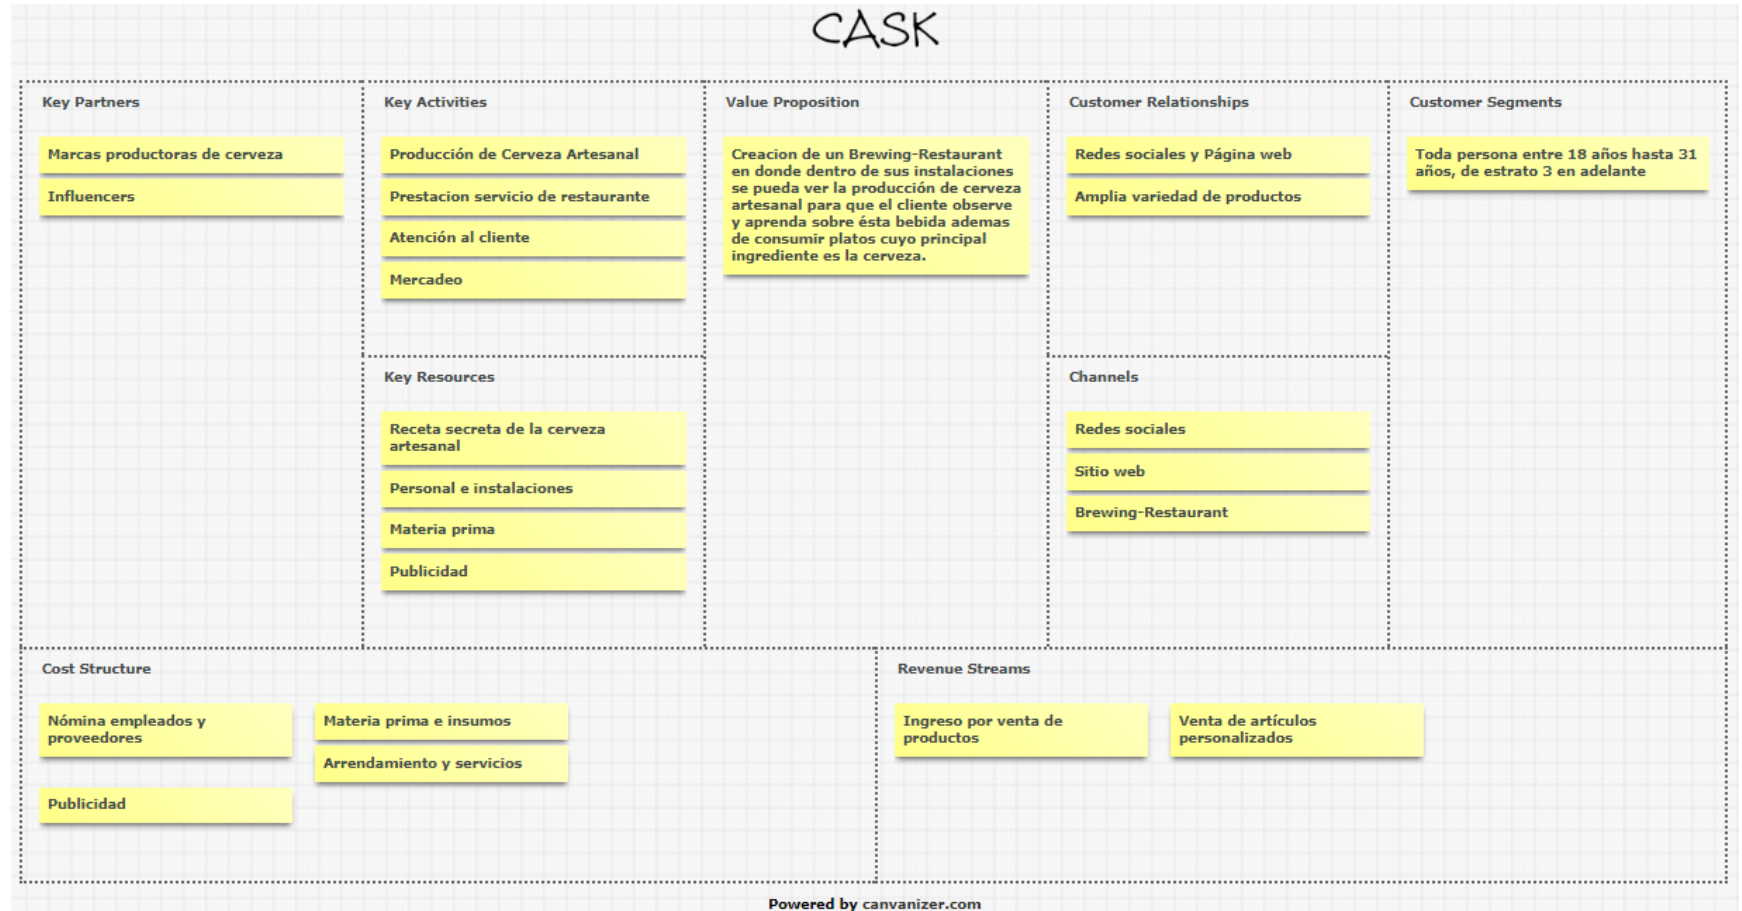 CASK
Key Partners
Marcas productoras de cerveza
Influencers
Key Activities
Producción de Cerveza Artesanal
Prestacion servicio de restaurante
Atención al cliente
Mercadeo
Key Resources
Receta secreta de la cerveza
artesanal
Personal e instalaciones
Materia prima
Publicidad
Value Proposition
Creacion de un Brewing-Restaurant
en donde dentro de sus instalaciones
se pueda ver la producción de cerveza
artesanal para que el cliente observe
y aprenda sobre ésta bebida ademas
de consumir platos cuyo principal
ingrediente es la cerveza.
Customer Relationships
Redes sociales y Página web
Amplia variedad de productos
Channels
Redes sociales
Sitio web
Brewing-Restaurant
Customer Segments
Toda persona entre 18 años hasta 31
años, de estrato 3 en adelante
Cost Structure
Nómina empleados y
proveedores
Publicidad
Materia prima e insumos
Arrendamiento y servicios
Revenue Streams
Ingreso por venta de
productos
Venta de artículos
personalizados
Powered by canvanizer.com